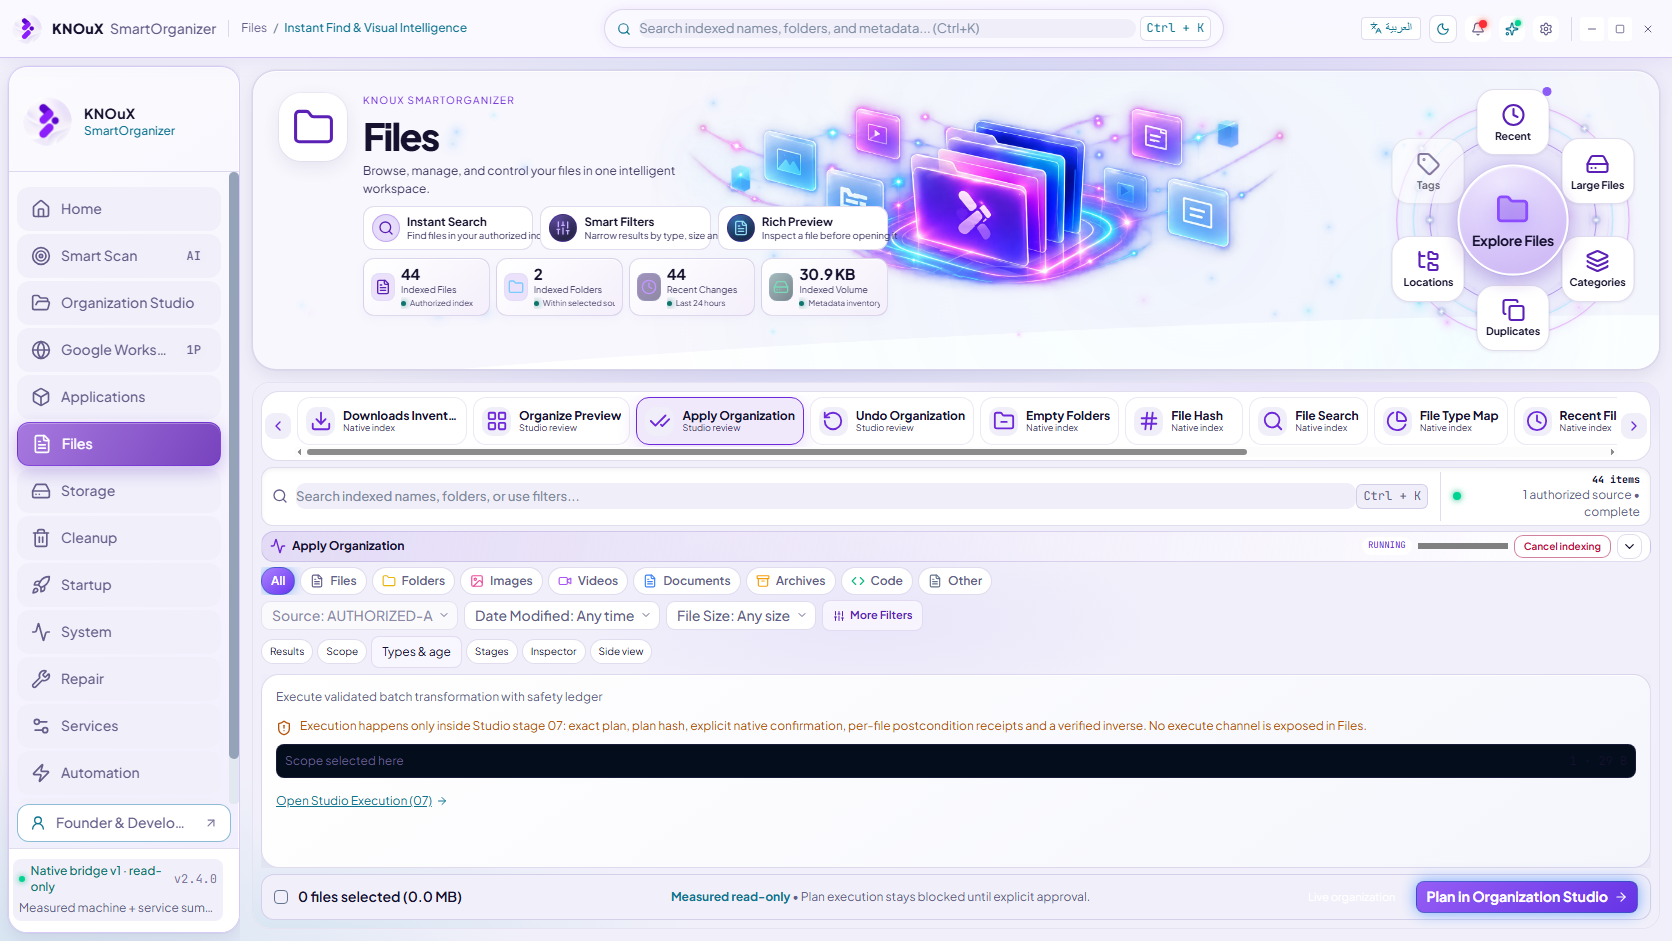 KNOuX SmartOrganizer
Files / Instant Find & Visual Intelligence
Search indexed names, folders, and metadata... (Ctrl+K)
Ctrl + K
العربية
KNOuX
SmartOrganizer
Home
Smart Scan AI
Organization Studio
Google Works... 1P
Applications
Files
Storage
Cleanup
Startup
System
Repair
Services
Automation
Founder & Develo...
Native bridge v1 · read-
only
v2.4.0
Measured machine + service sum...
KNOUX SMARTORGANIZER
Files
Browse, manage, and control your files in one intelligent
workspace.
Instant Search
Find files in your authorized ind
Smart Filters
Narrow results by type, size an
Rich Preview
Inspect a file before opening it
44
Indexed Files
Authorized index
2
Indexed Folders
Within selected sou
44
Recent Changes
Last 24 hours
30.9 KB
Indexed Volume
Metadata inventory
Recent
Tags
Large Files
Explore Files
Locations
Categories
Duplicates
Downloads Invent...
Native index
Organize Preview
Studio review
Apply Organization
Studio review
Undo Organization
Studio review
Empty Folders
Native index
File Hash
Native index
File Search
Native index
File Type Map
Native index
Recent Fil
Native index
Search indexed names, folders, or use filters...
Ctrl + K
44 items
1 authorized source •
complete
Apply Organization
RUNNING
Cancel indexing
All
Files
Folders
Images
Videos
Documents
Archives
Code
Other
Source: AUTHORIZED-A
Date Modified: Any time
File Size: Any size
More Filters
Results
Scope
Types & age
Stages
Inspector
Side view
Execute validated batch transformation with safety ledger
Execution happens only inside Studio stage 07: exact plan, plan hash, explicit native confirmation, per-file postcondition receipts and a verified inverse. No execute channel is exposed in Files.
Scope selected here
Open Studio Execution (07) →
0 files selected (0.0 MB)
Measured read-only • Plan execution stays blocked until explicit approval.
Live organization
Plan in Organization Studio →